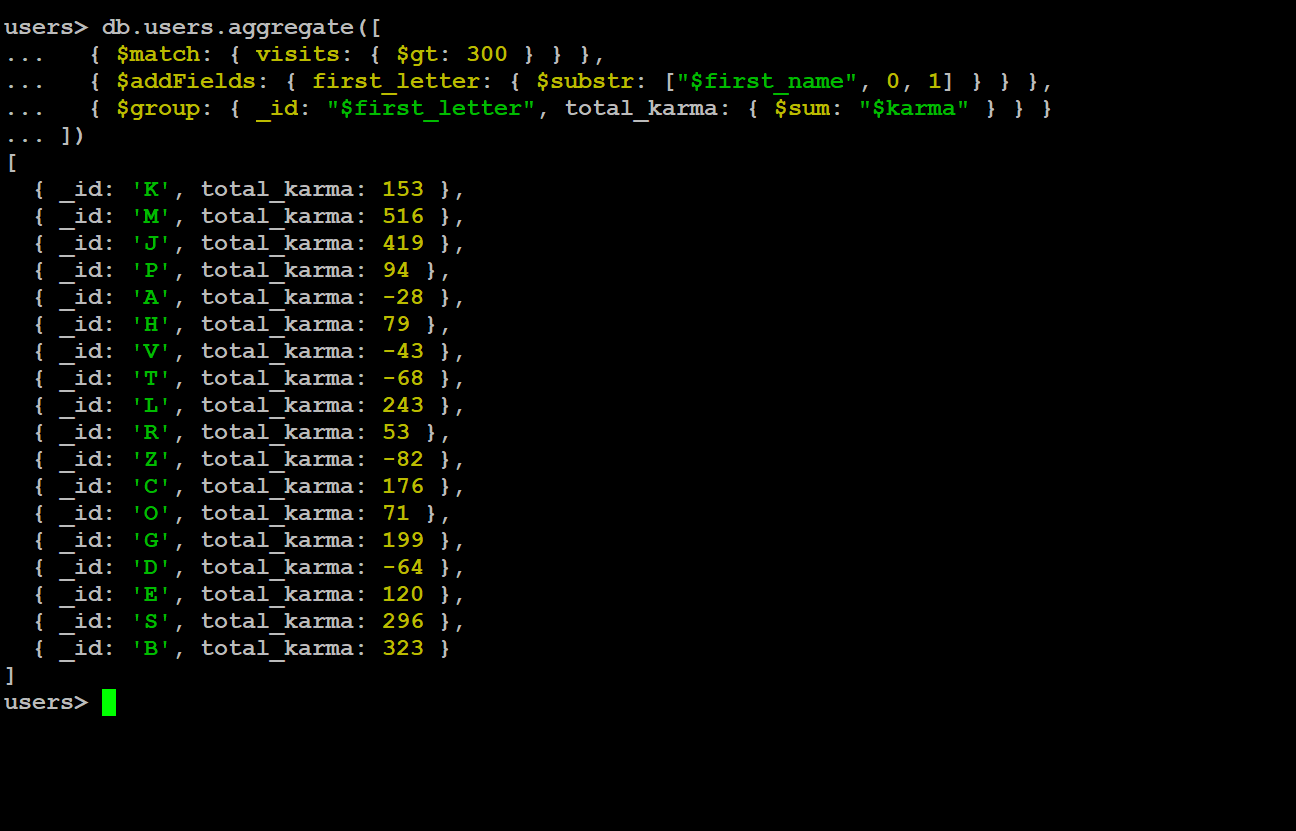 users> db.users.aggregate([
...   { $match: { visits: { $gt: 300 } } },
...   { $addFields: { first_letter: { $substr: ["$first_name", 0, 1] } } },
...   { $group: { _id: "$first_letter", total_karma: { $sum: "$karma" } } }
... ])
[
  { _id: 'K', total_karma: 153 },
  { _id: 'M', total_karma: 516 },
  { _id: 'J', total_karma: 419 },
  { _id: 'P', total_karma: 94 },
  { _id: 'A', total_karma: -28 },
  { _id: 'H', total_karma: 79 },
  { _id: 'V', total_karma: -43 },
  { _id: 'T', total_karma: -68 },
  { _id: 'L', total_karma: 243 },
  { _id: 'R', total_karma: 53 },
  { _id: 'Z', total_karma: -82 },
  { _id: 'C', total_karma: 176 },
  { _id: 'O', total_karma: 71 },
  { _id: 'G', total_karma: 199 },
  { _id: 'D', total_karma: -64 },
  { _id: 'E', total_karma: 120 },
  { _id: 'S', total_karma: 296 },
  { _id: 'B', total_karma: 323 }
]
users>